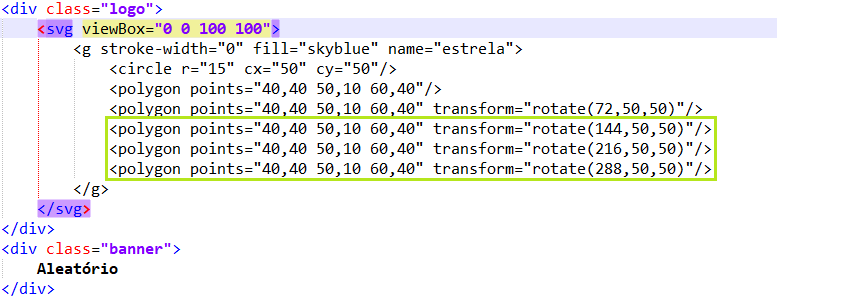 <div class="logo">
<svg viewBox="0 0 100 100">
<g stroke-width="0" fill="skyblue" name="estrela">
<circle r="15" cx="50" cy="50"/>
<polygon points="40,40 50,10 60,40"/>
<polygon points="40,40 50,10 60,40" transform="rotate(72,50,50)"/>
<polygon points="40,40 50,10 60,40" transform="rotate(144,50,50)"/>
<polygon points="40,40 50,10 60,40" transform="rotate(216,50,50)"/>
<polygon points="40,40 50,10 60,40" transform="rotate(288,50,50)"/>
</g>
</svg>
</div>
<div class="banner">
Aleatório
</div>